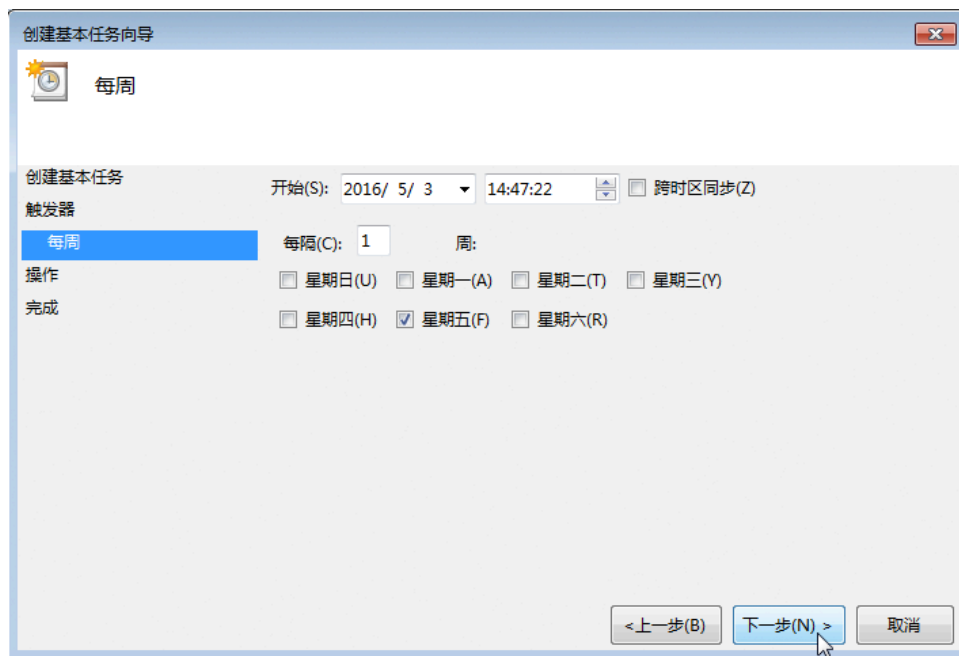 创建基本任务向导
每周
创建基本任务
触发器
每周
操作
完成
开始(S): 2016/ 5/ 3 14:47:22 跨时区同步(Z)
每隔(C): 1 周:
星期日(U) 星期一(A) 星期二(T) 星期三(Y)
星期四(H) 星期五(F) 星期六(R)
<上一步(B) 下一步(N) > 取消